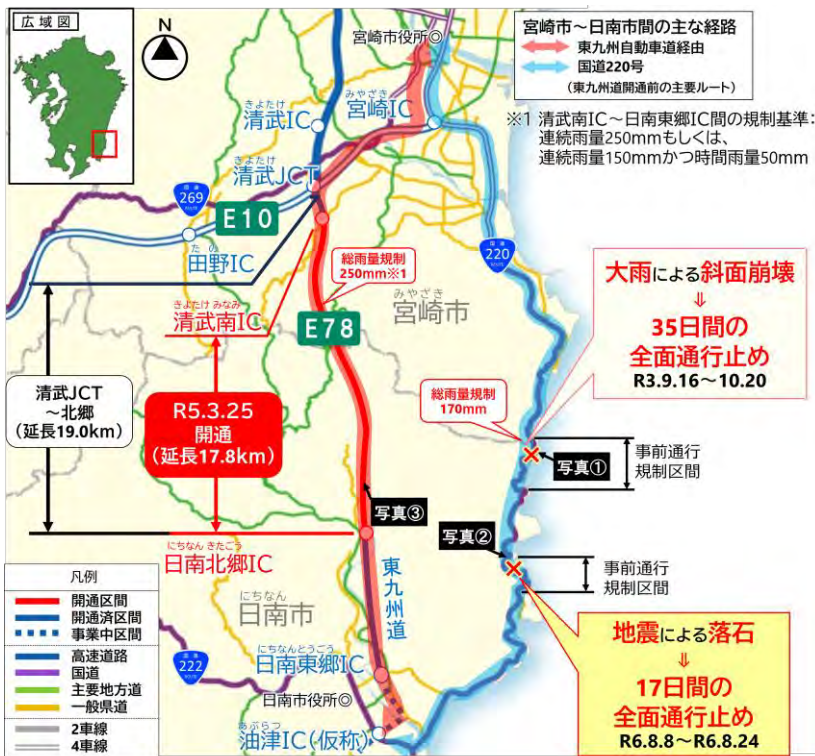 広域図
N
宮崎市役所◎
宮崎市~日南市間の主な経路
東九州自動車道経由
国道220号
(東九州道開通前の主要ルート)
※1 清武南IC~日南東郷IC間の規制基準:
連続雨量250mmもしくは、
連続雨量150mmかつ時間雨量50mm
きよたけ
清武IC
みやざき
宮崎IC
きよたけ
清武JCT
国道
269
E10
たの
田野IC
国道
220
総雨量規制
250mm※1
みやざき
宮崎市
きよたけ みなみ
清武南IC
E78
大雨による斜面崩壊
⇓
35日間の
全面通行止め
R3.9.16~10.20
清武JCT
~北郷
(延長19.0km)
R5.3.25
開通
(延長17.8km)
総雨量規制
170mm
写真①
事前通行
規制区間
写真③
写真②
にちなん きたごう
日南北郷IC
事前通行
規制区間
東九州道
にちなん
日南市
にちなんとうごう
日南東郷IC
国道
222
日南市役所◎
あぶらつ
油津IC(仮称)
地震による落石
⇓
17日間の
全面通行止め
R6.8.8~R6.8.24
凡例
開通区間
開通済区間
事業中区間
高速道路
国道
主要地方道
一般県道
2車線
4車線